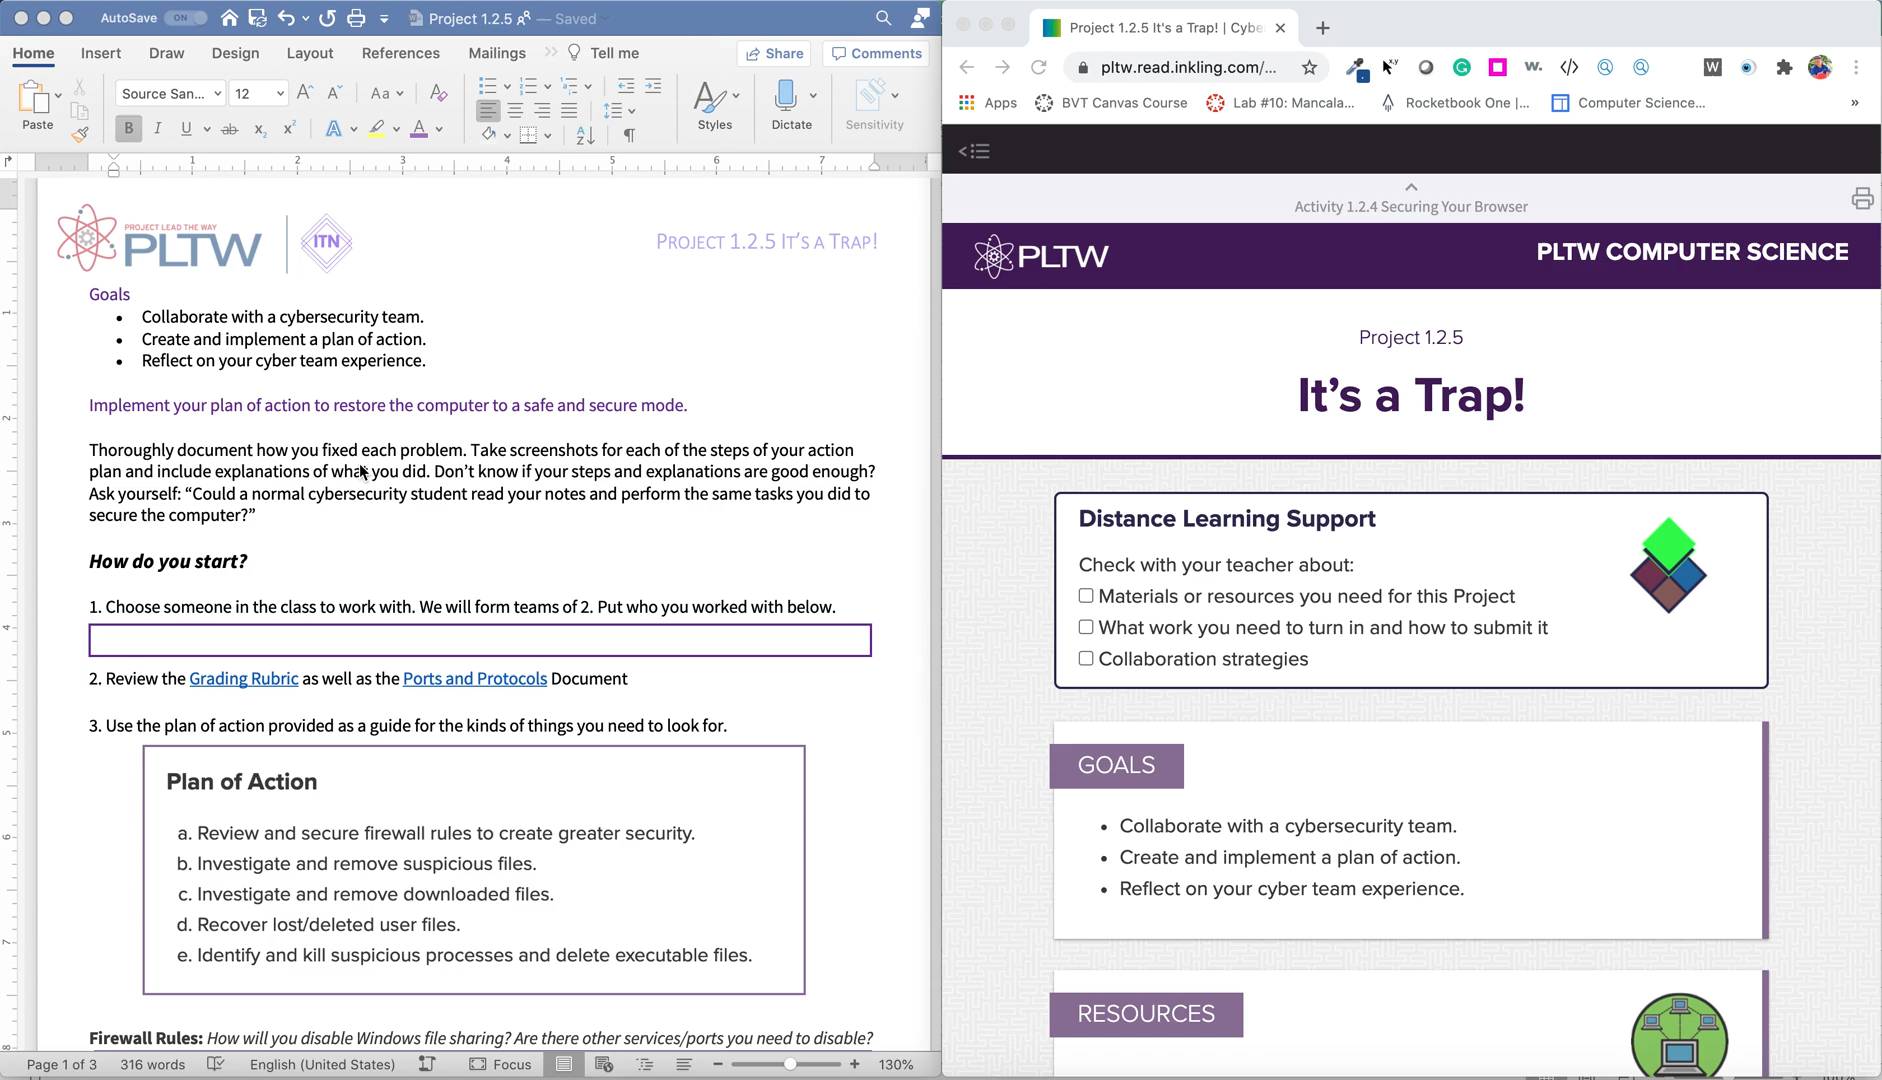 AutoSave ON Project 1.2.5 — Saved
Home Insert Draw Design Layout References Mailings Tell me Share Comments
Paste Source San... 12 Aa Styles Dictate Sensitivity
1 2 3 4 5 6 7
PROJECT LEAD THE WAY
PLTW ITN PROJECT 1.2.5 IT’S A TRAP!
Goals
• Collaborate with a cybersecurity team.
• Create and implement a plan of action.
• Reflect on your cyber team experience.
Implement your plan of action to restore the computer to a safe and secure mode.
Thoroughly document how you fixed each problem. Take screenshots for each of the steps of your action
plan and include explanations of what you did. Don’t know if your steps and explanations are good enough?
Ask yourself: “Could a normal cybersecurity student read your notes and perform the same tasks you did to
secure the computer?”
How do you start?
1. Choose someone in the class to work with. We will form teams of 2. Put who you worked with below.
2. Review the Grading Rubric as well as the Ports and Protocols Document
3. Use the plan of action provided as a guide for the kinds of things you need to look for.
Plan of Action
a. Review and secure firewall rules to create greater security.
b. Investigate and remove suspicious files.
c. Investigate and remove downloaded files.
d. Recover lost/deleted user files.
e. Identify and kill suspicious processes and delete executable files.
Firewall Rules: How will you disable Windows file sharing? Are there other services/ports you need to disable?
Page 1 of 3 316 words English (United States) Focus 130%
Project 1.2.5 It's a Trap! | Cybe
pltw.read.inkling.com/...
Apps BVT Canvas Course Lab #10: Mancala... Rocketbook One |... Computer Science... »
Activity 1.2.4 Securing Your Browser
PLTW PLTW COMPUTER SCIENCE
Project 1.2.5
It’s a Trap!
Distance Learning Support
Check with your teacher about:
Materials or resources you need for this Project
What work you need to turn in and how to submit it
Collaboration strategies
GOALS
• Collaborate with a cybersecurity team.
• Create and implement a plan of action.
• Reflect on your cyber team experience.
RESOURCES